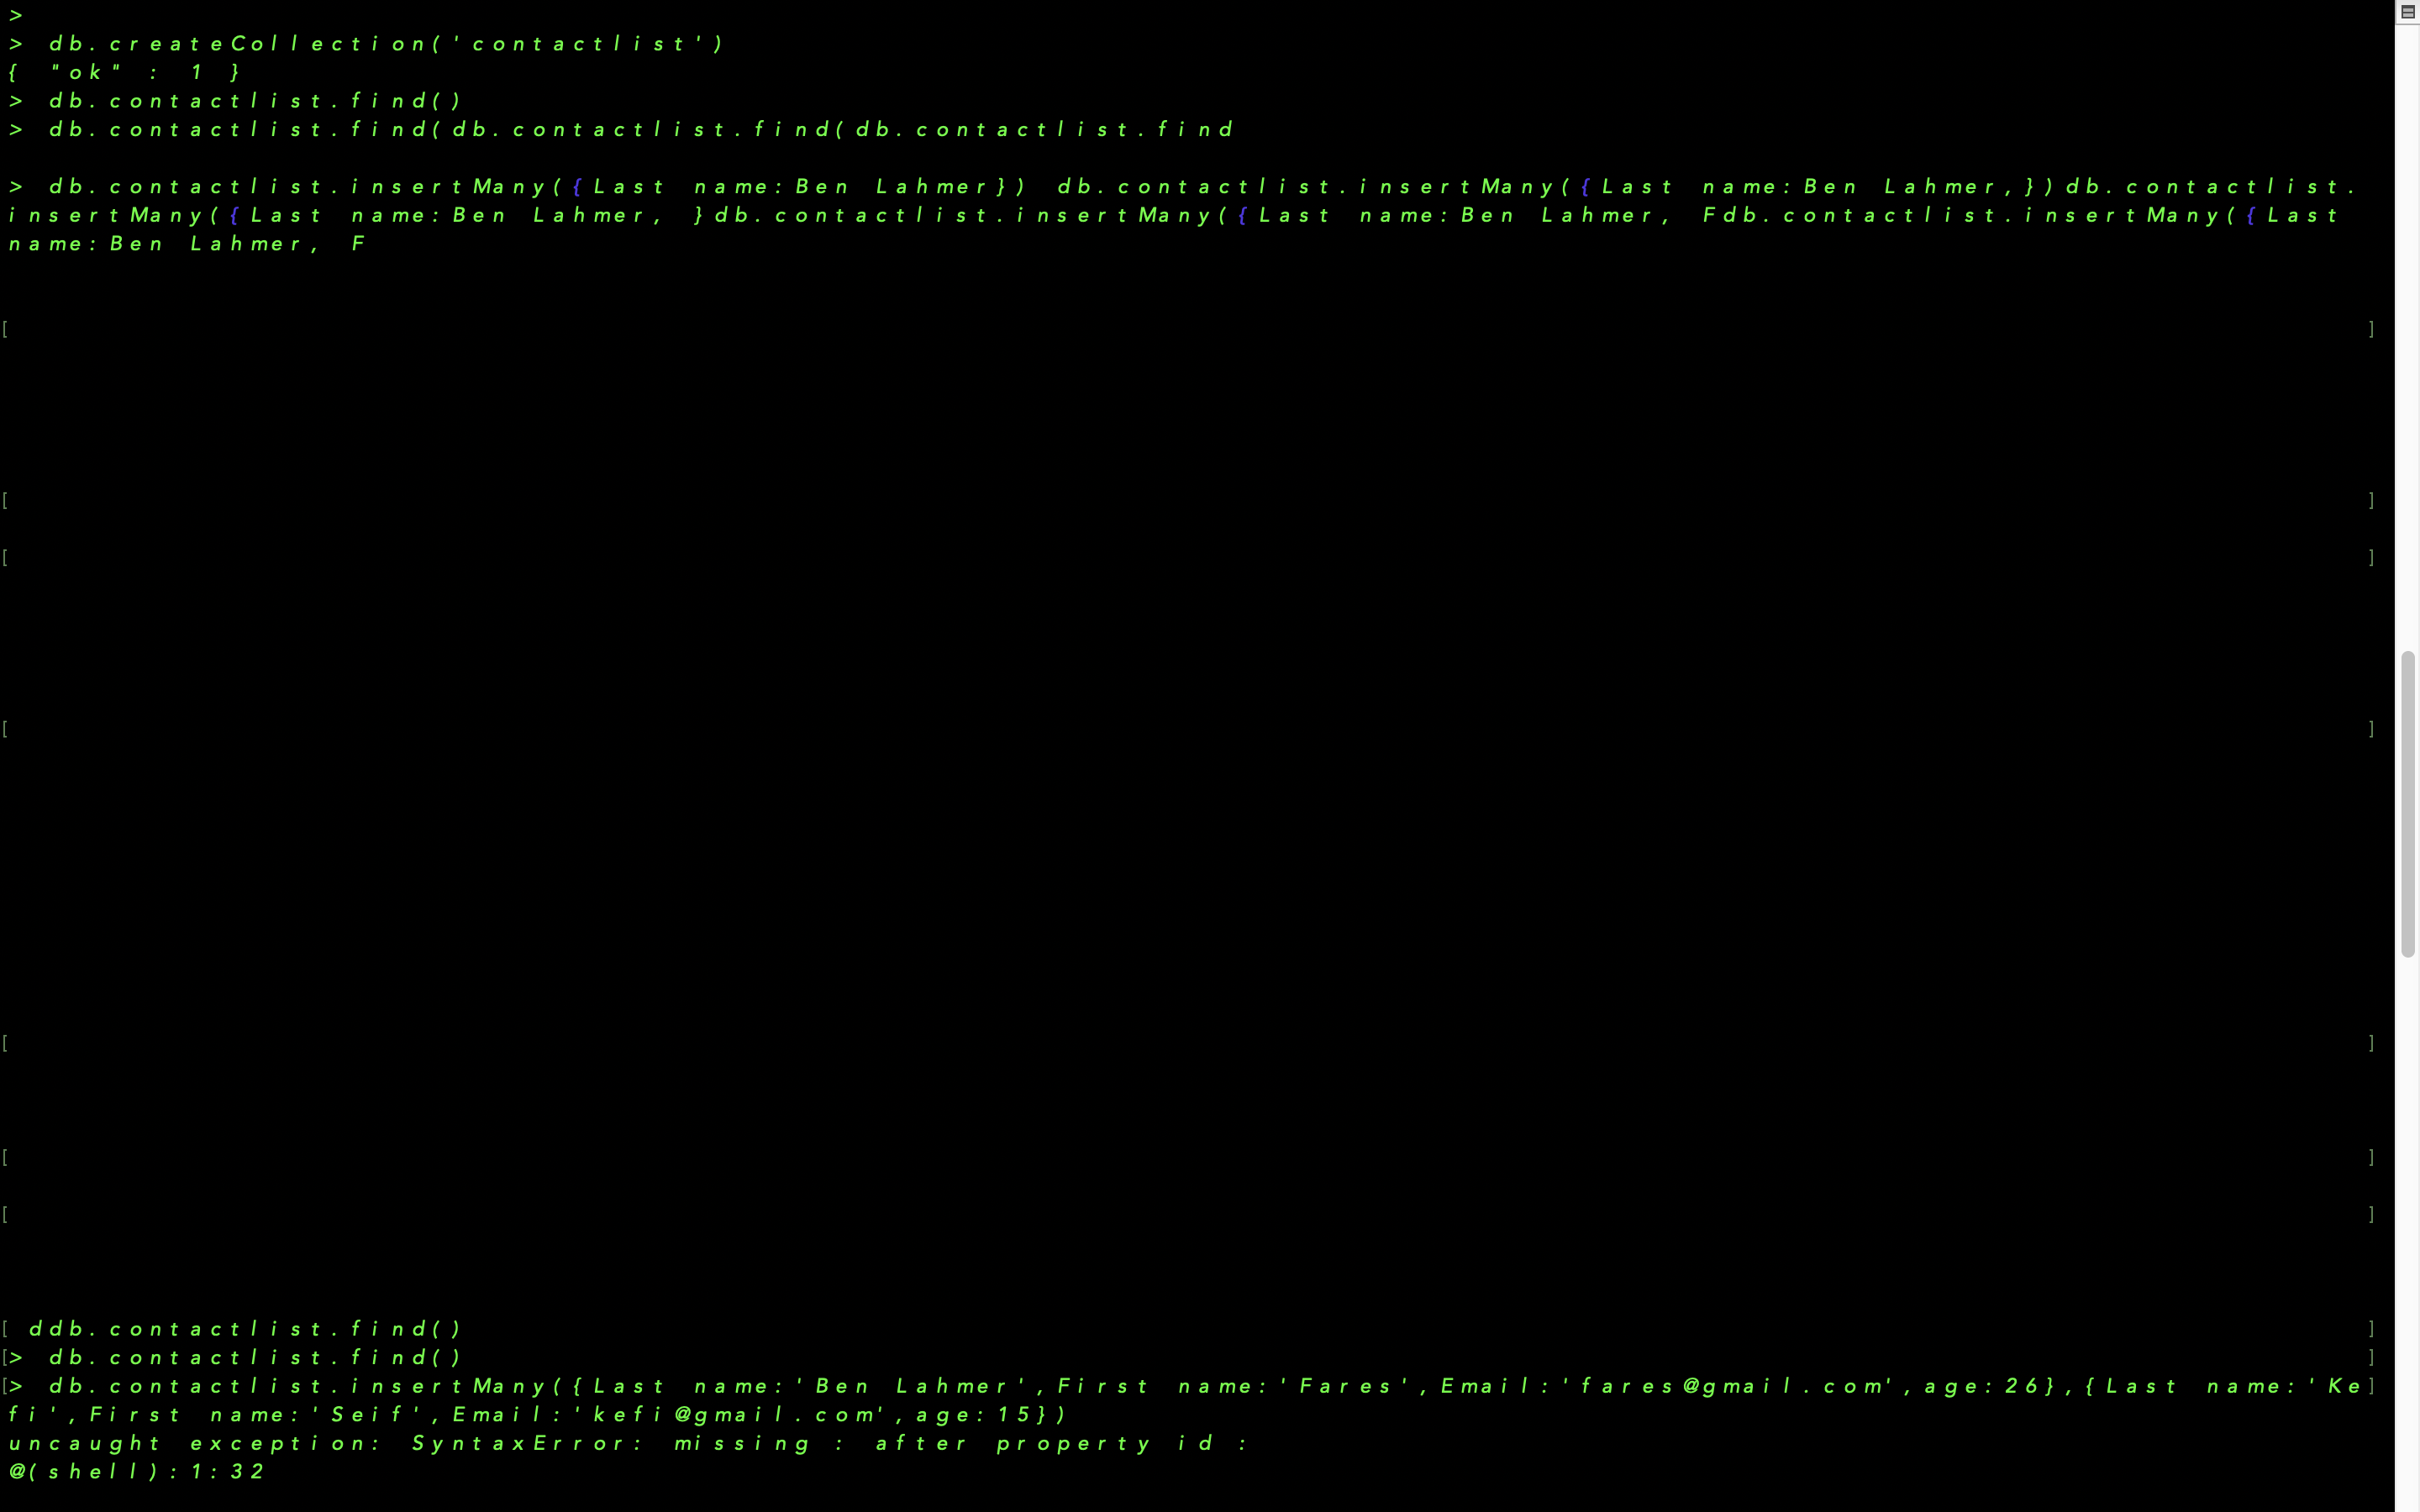 >
> db.createCollection('contactlist')
{ "ok" : 1 }
> db.contactlist.find()
> db.contactlist.find(db.contactlist.find(db.contactlist.find
> db.contactlist.insertMany({Last name:Ben Lahmer}) db.contactlist.insertMany({Last name:Ben Lahmer,})db.contactlist.
insertMany({Last name:Ben Lahmer, }db.contactlist.insertMany({Last name:Ben Lahmer, Fdb.contactlist.insertMany({Last
name:Ben Lahmer, F
[ ]
[ ]
[ ]
[ ]
[ ]
[ ]
[ ]
[ ddb.contactlist.find() ]
[> db.contactlist.find() ]
[> db.contactlist.insertMany({Last name:'Ben Lahmer',First name:'Fares',Email:'fares@gmail.com',age:26},{Last name:'Ke]
fi',First name:'Seif',Email:'kefi@gmail.com',age:15})
uncaught exception: SyntaxError: missing : after property id :
@(shell):1:32